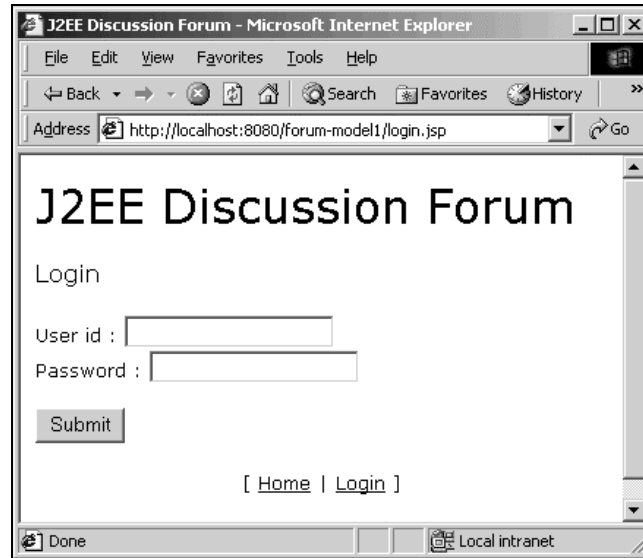 J2EE Discussion Forum - Microsoft Internet Explorer
File Edit View Favorites Tools Help
Back Search Favorites History »
Address http://localhost:8080/forum-model1/login.jsp Go
J2EE Discussion Forum
Login
User id :
Password :
Submit
[ Home | Login ]
Done Local intranet